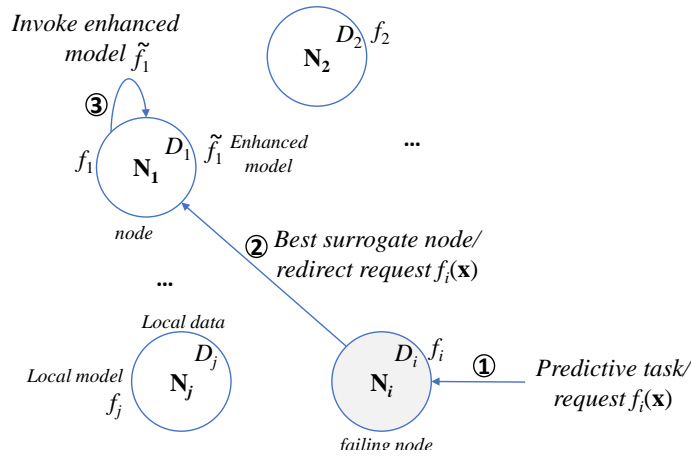 Invoke enhanced
model f̃₁
③
D₂ f₂
N₂
...
f₁ D₁ f̃₁ Enhanced
model
N₁
node
② Best surrogate node/
redirect request fᵢ(x)
...
Local data
Dⱼ
Local model
Nⱼ
fⱼ
Dᵢ fᵢ
Nᵢ
①
Predictive task/
request fᵢ(x)
failing node